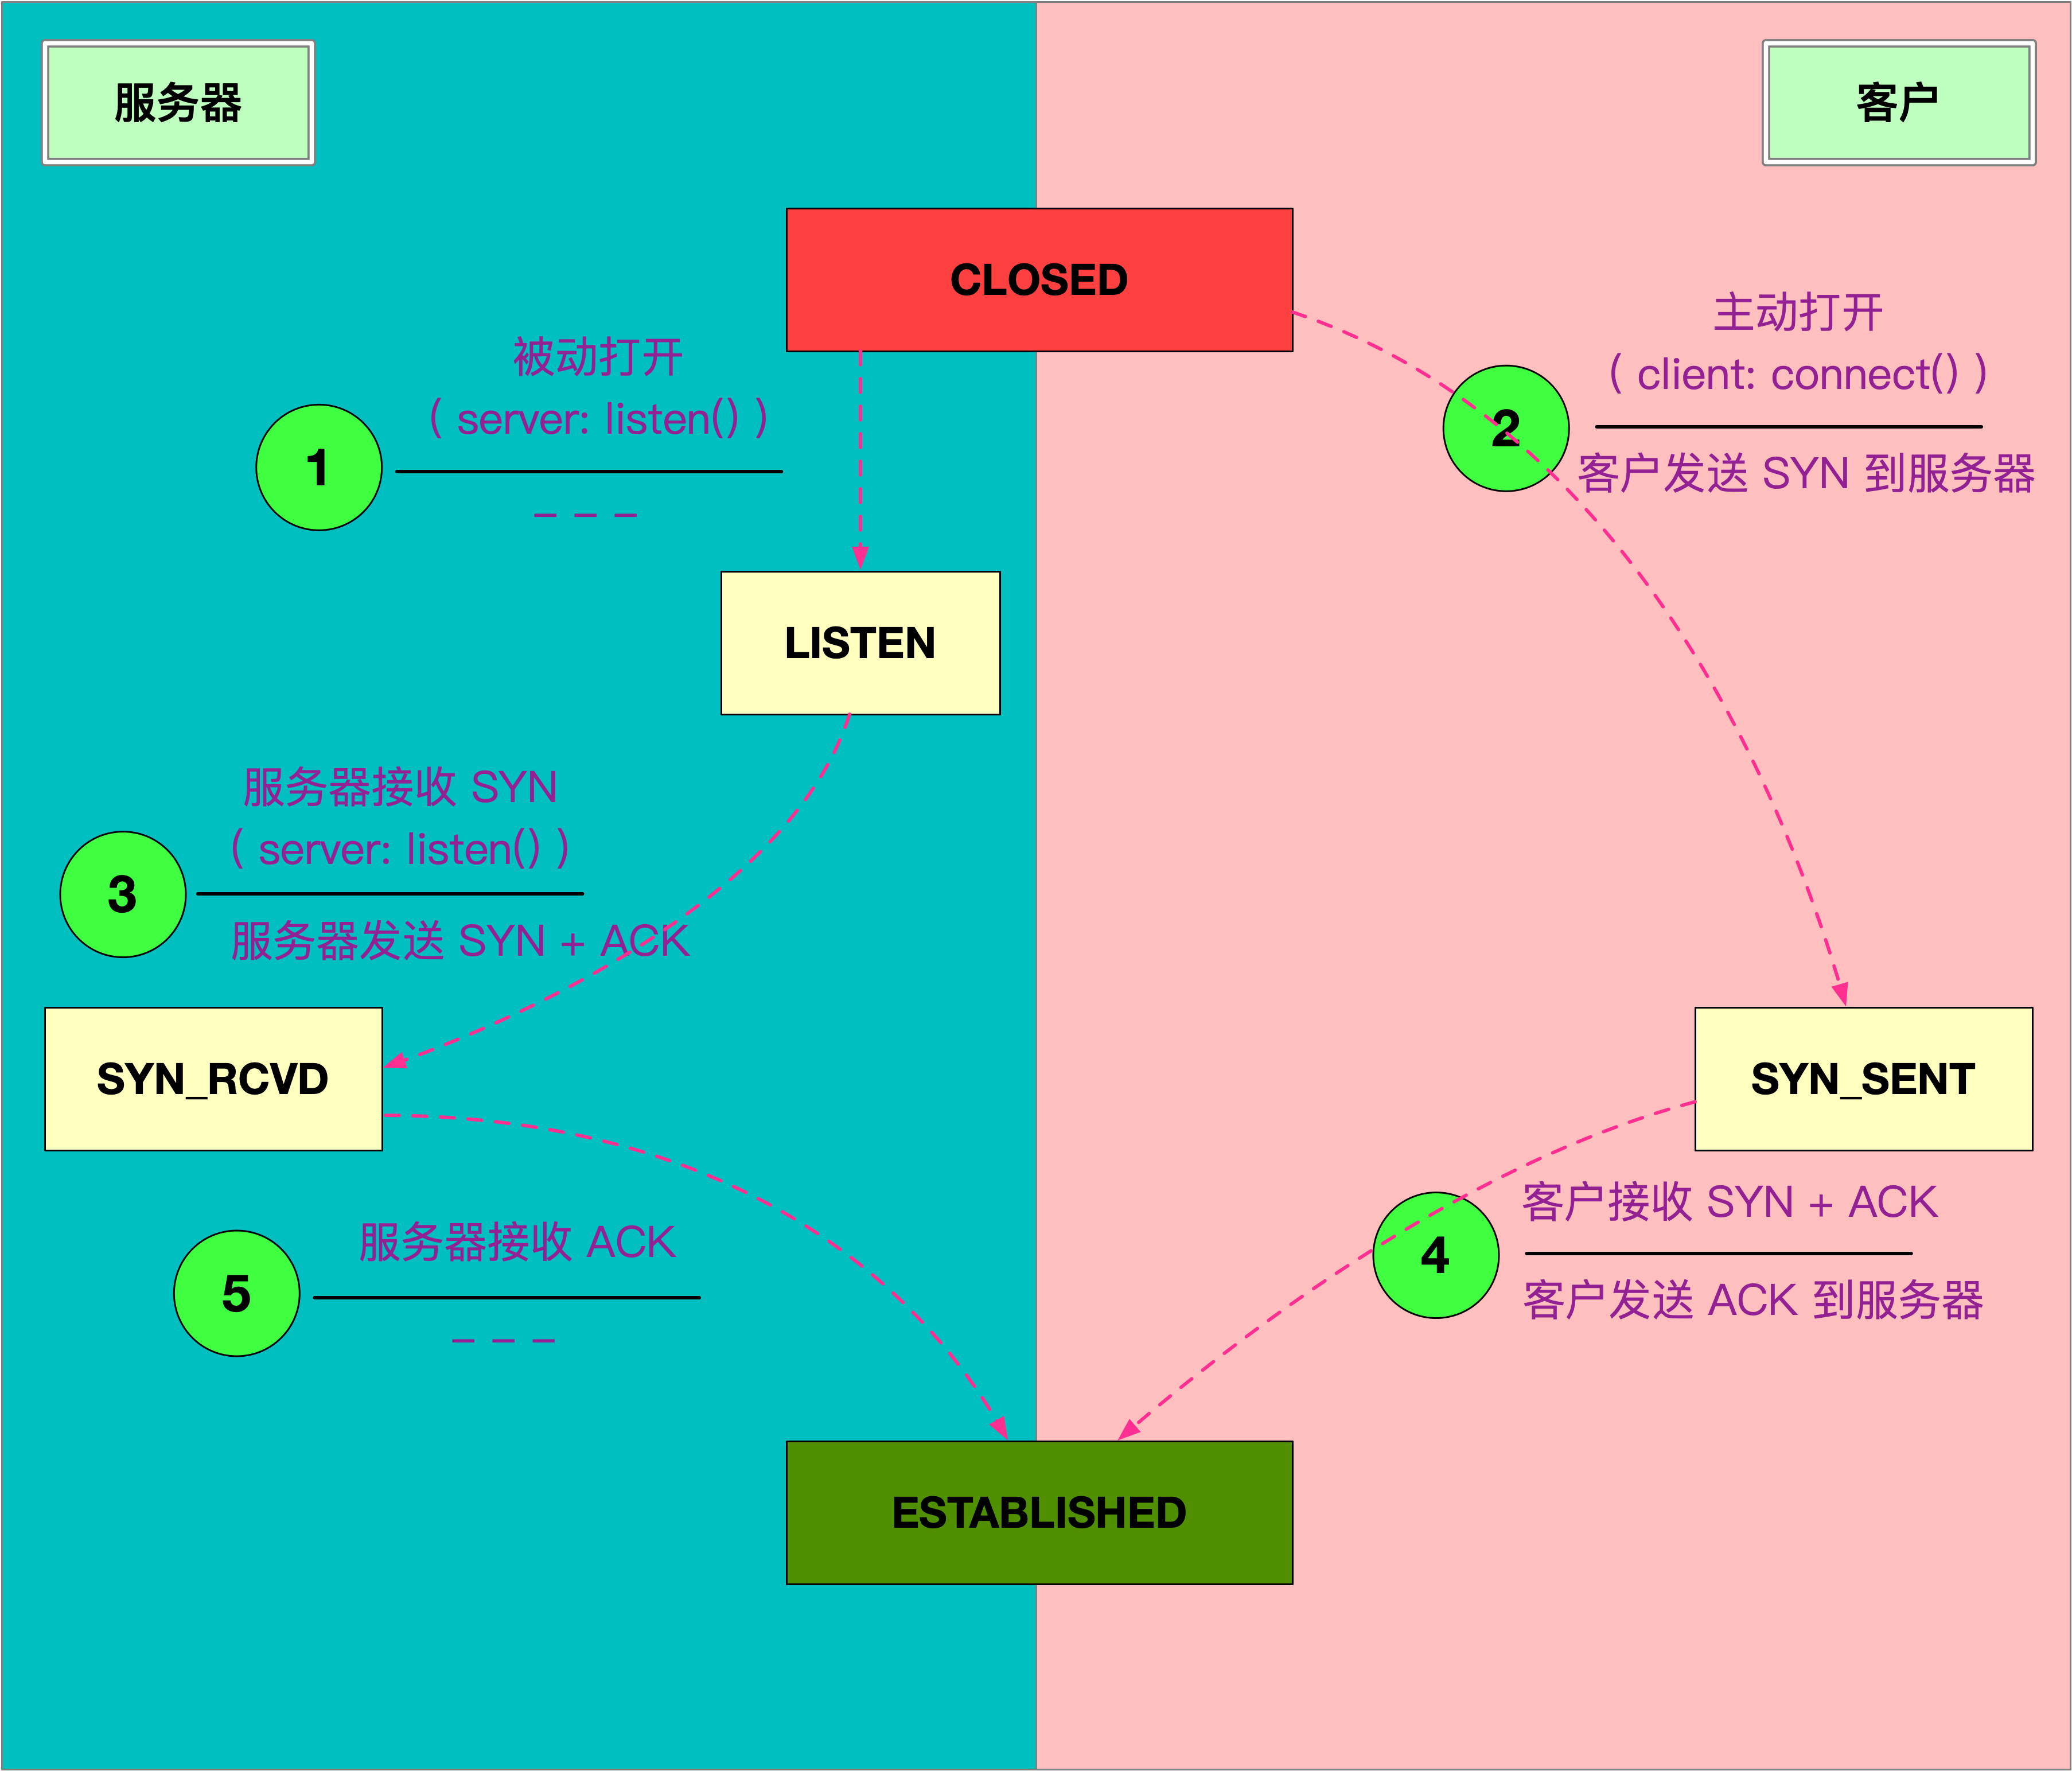 服务器
客户
CLOSED
被动打开
( server: listen() )
1
– – –
主动打开
( client: connect() )
2
客户发送 SYN 到服务器
LISTEN
服务器接收 SYN
( server: listen() )
3
服务器发送 SYN + ACK
SYN_RCVD
SYN_SENT
客户接收 SYN + ACK
4
客户发送 ACK 到服务器
服务器接收 ACK
5
– – –
ESTABLISHED